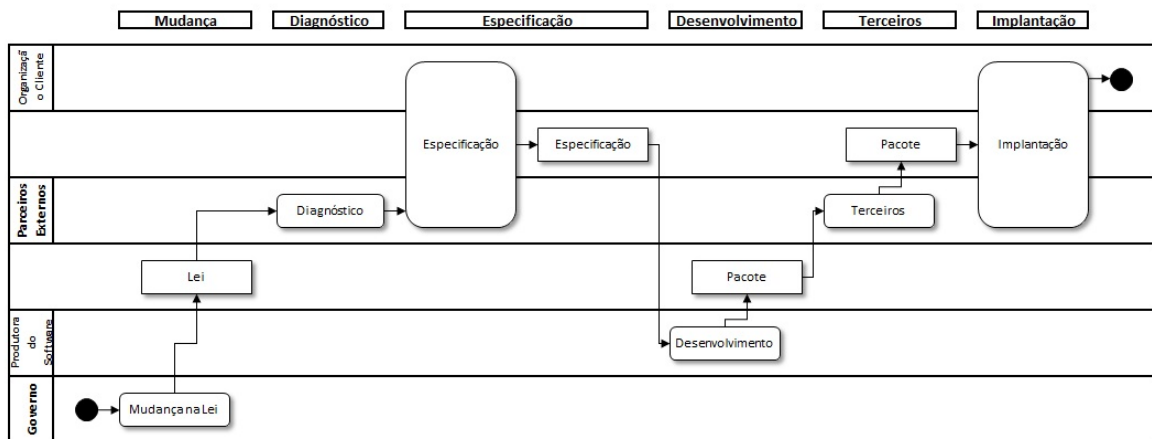 Mudança
Diagnóstico
Especificação
Desenvolvimento
Terceiros
Implantação
Organizaçã
o Cliente
Especificação
Especificação
Pacote
Implantação
Parceiros
Externos
Diagnóstico
Terceiros
Lei
Pacote
Produtora
do
Software
Desenvolvimento
Governo
Mudança na Lei